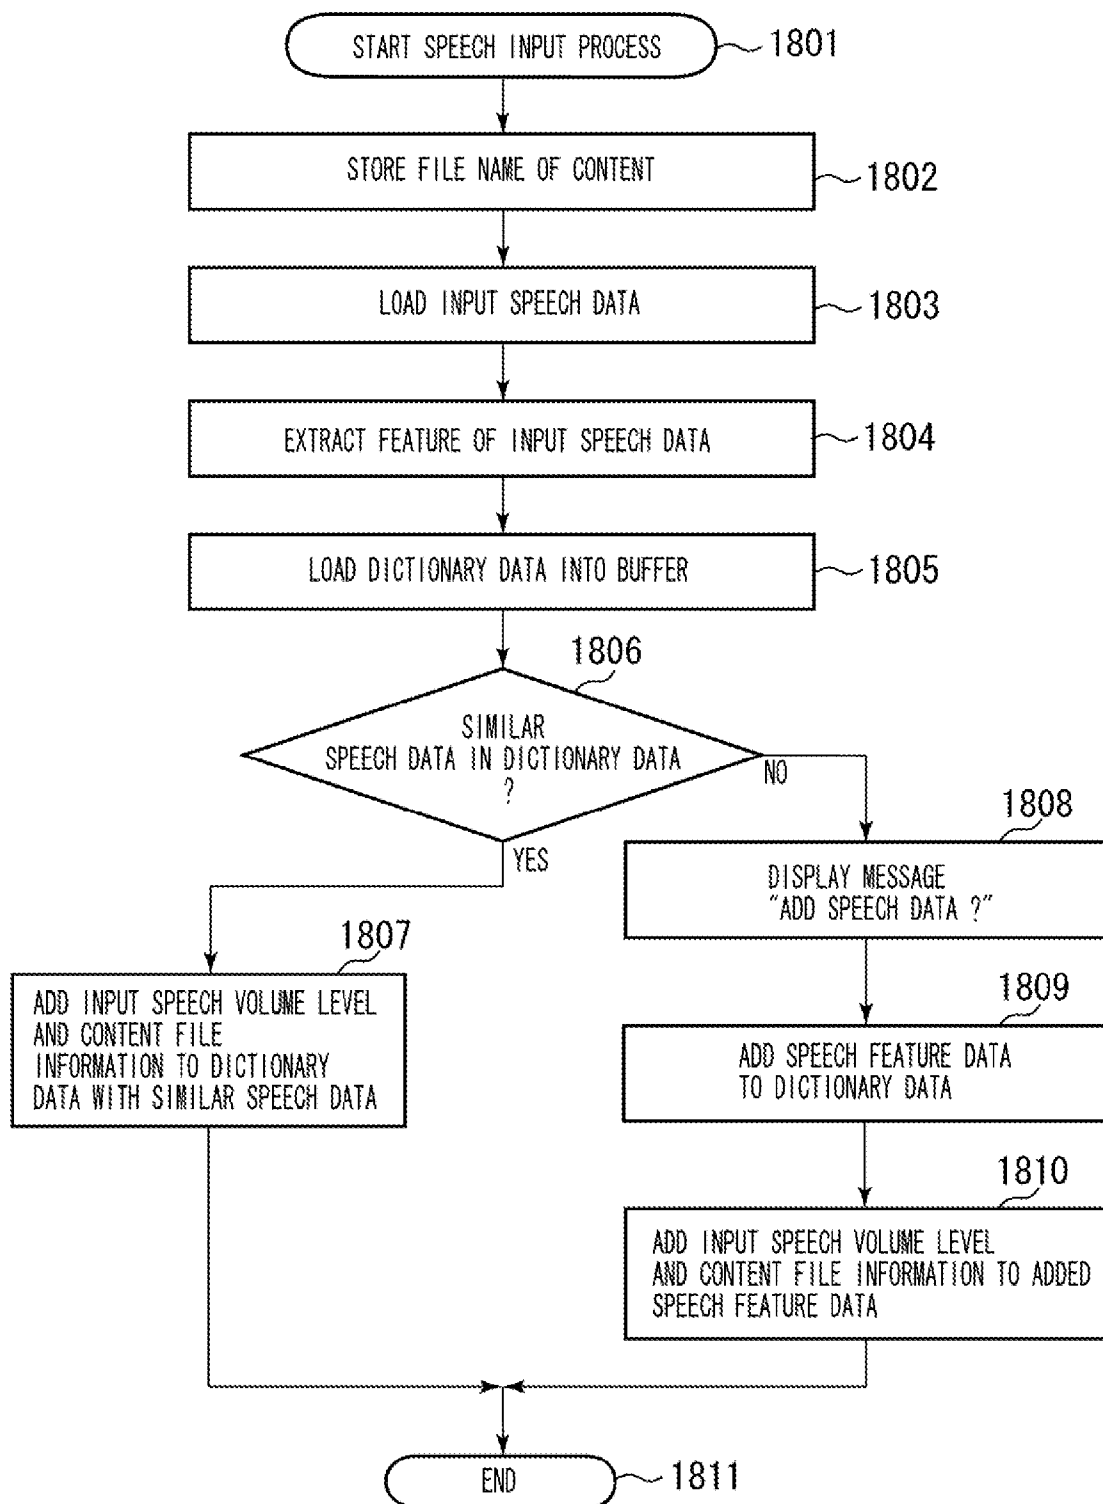 START SPEECH INPUT PROCESS
1801
STORE FILE NAME OF CONTENT
1802
LOAD INPUT SPEECH DATA
1803
EXTRACT FEATURE OF INPUT SPEECH DATA
1804
LOAD DICTIONARY DATA INTO BUFFER
1805
1806
SIMILAR
SPEECH DATA IN DICTIONARY DATA
?
NO
YES
1807
ADD INPUT SPEECH VOLUME LEVEL
AND CONTENT FILE
INFORMATION TO DICTIONARY
DATA WITH SIMILAR SPEECH DATA
1808
DISPLAY MESSAGE
"ADD SPEECH DATA ?"
1809
ADD SPEECH FEATURE DATA
TO DICTIONARY DATA
1810
ADD INPUT SPEECH VOLUME LEVEL
AND CONTENT FILE INFORMATION TO ADDED
SPEECH FEATURE DATA
END
1811